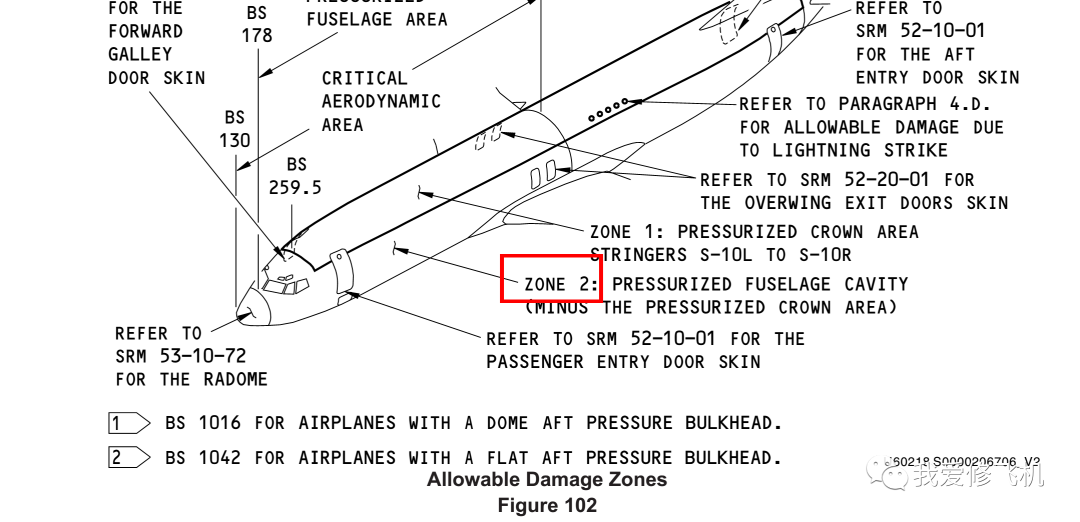 FOR THE
FORWARD
GALLEY
DOOR SKIN
BS
178
FUSELAGE AREA
CRITICAL
AERODYNAMIC
AREA
BS
130
BS
259.5
REFER TO
SRM 52-10-01
FOR THE AFT
ENTRY DOOR SKIN
REFER TO PARAGRAPH 4.D.
FOR ALLOWABLE DAMAGE DUE
TO LIGHTNING STRIKE
REFER TO SRM 52-20-01 FOR
THE OVERWING EXIT DOORS SKIN
ZONE 1: PRESSURIZED CROWN AREA
STRINGERS S-10L TO S-10R
ZONE 2: PRESSURIZED FUSELAGE CAVITY
(MINUS THE PRESSURIZED CROWN AREA)
REFER TO SRM 52-10-01 FOR THE
PASSENGER ENTRY DOOR SKIN
REFER TO
SRM 53-10-72
FOR THE RADOME
1 BS 1016 FOR AIRPLANES WITH A DOME AFT PRESSURE BULKHEAD.
2 BS 1042 FOR AIRPLANES WITH A FLAT AFT PRESSURE BULKHEAD.
Allowable Damage Zones
Figure 102
我爱修飞机